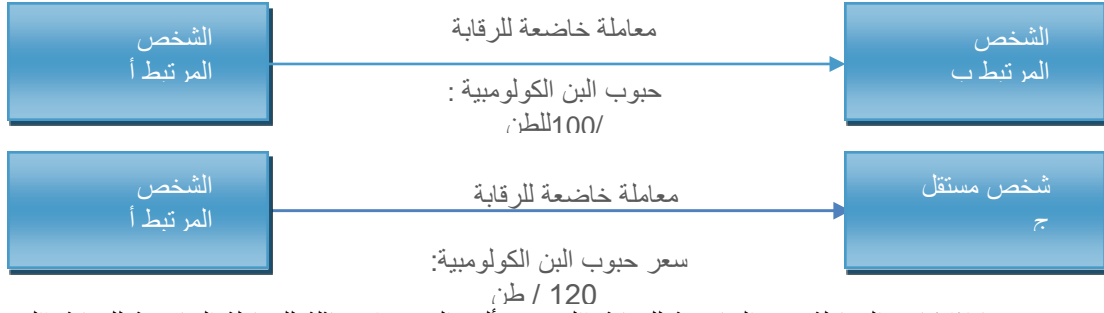 الشخص المرتبط أ
معاملة خاضعة للرقابة
الشخص المرتبط ب
حبوب البن الكولومبية :
100/للطن
الشخص المرتبط أ
معاملة خاضعة للرقابة
شخص مستقل ج
سعر حبوب البن الكولومبية:
120 / طن